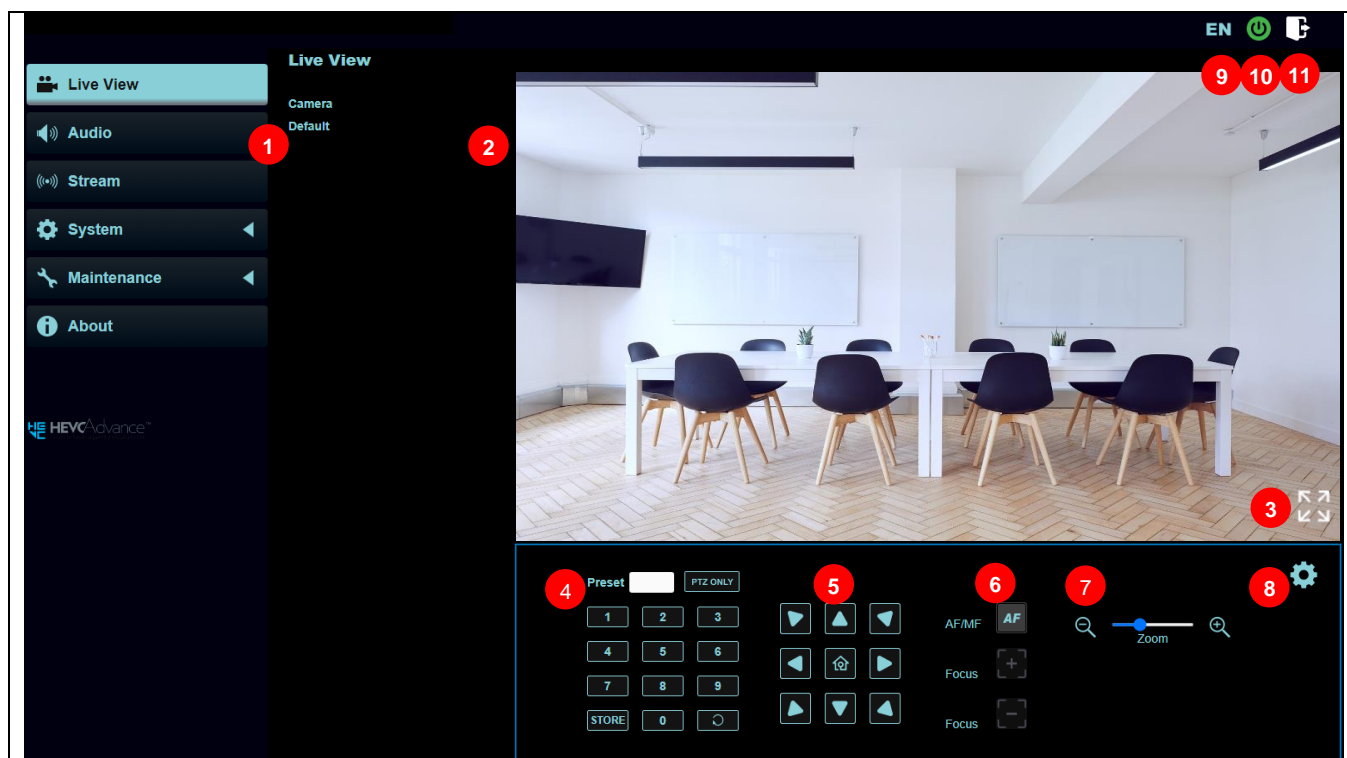 EN
9 10 11
Live View
Live View
Camera
Default
Audio
1
2
Stream
System
Maintenance
About
HEVC Advance™
3
4
Preset
PTZ ONLY
5
6
7
8
1 2 3
AF/MF
AF
Zoom
4 5 6
Focus
+
7 8 9
STORE 0
Focus
-